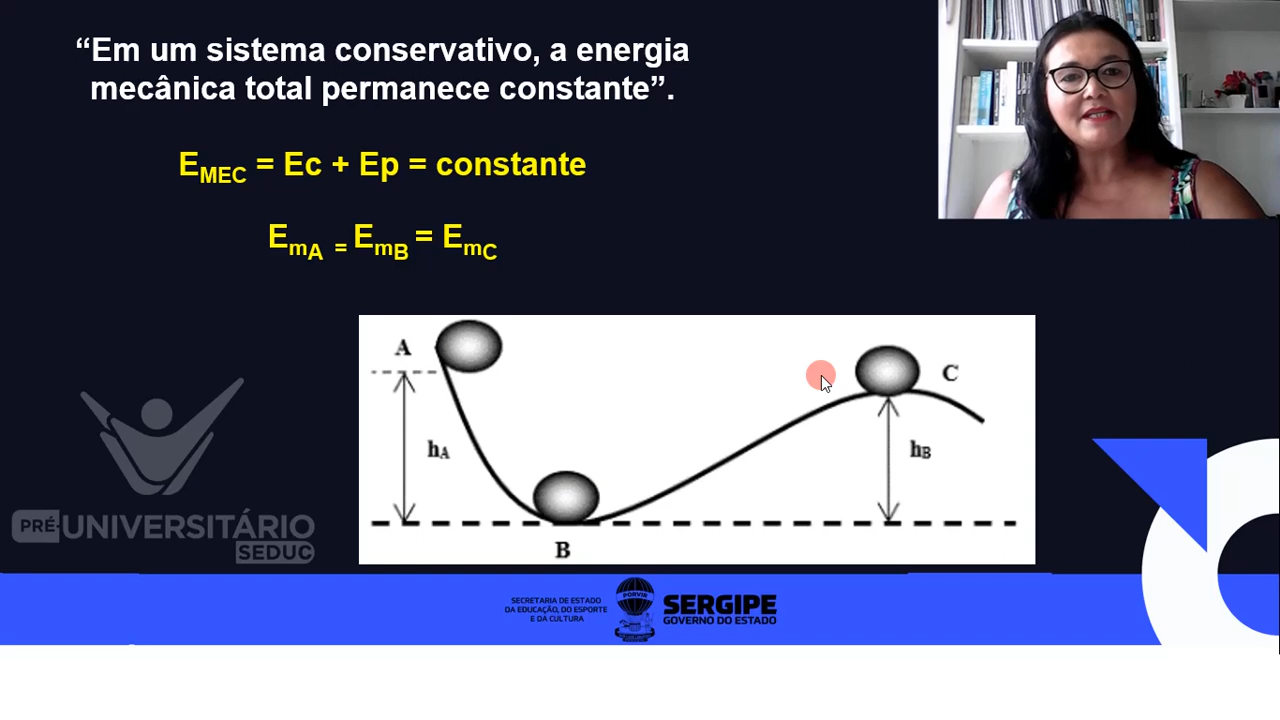 “Em um sistema conservativo, a energia
mecânica total permanece constante”.
EMEC = Ec + Ep = constante
EmA = EmB = EmC
A
C
hA
hB
B
PRÉ-UNIVERSITÁRIO
SEDUC
SECRETARIA DE ESTADO
DA EDUCAÇÃO, DO ESPORTE
E DA CULTURA
PORVIR
SERGIPE
GOVERNO DO ESTADO